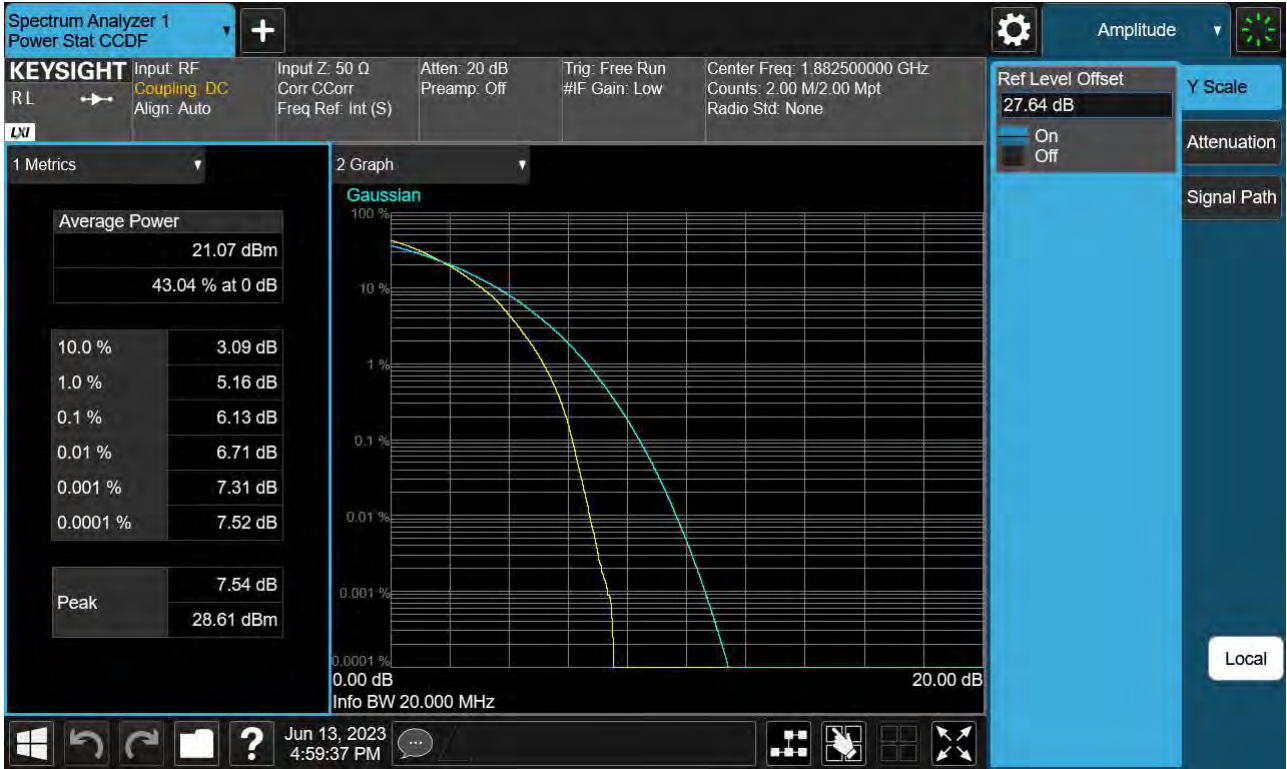 Spectrum Analyzer 1
Power Stat CCDF
+
Amplitude
KEYSIGHT
R L
LXI
Input: RF
Coupling: DC
Align: Auto
Input Z: 50 Ω
Corr CCorr
Freq Ref: Int (S)
Atten: 20 dB
Preamp: Off
Trig: Free Run
#IF Gain: Low
Center Freq: 1.882500000 GHz
Counts: 2.00 M/2.00 Mpt
Radio Std: None
Ref Level Offset
27.64 dB
On
Off
Y Scale
Attenuation
Signal Path
Local
1 Metrics
Average Power
21.07 dBm
43.04 % at 0 dB
10.0 % 3.09 dB
1.0 % 5.16 dB
0.1 % 6.13 dB
0.01 % 6.71 dB
0.001 % 7.31 dB
0.0001 % 7.52 dB
Peak
7.54 dB
28.61 dBm
2 Graph
Gaussian
100 %
10 %
1 %
0.1 %
0.01 %
0.001 %
0.0001 %
0.00 dB 20.00 dB
Info BW 20.000 MHz
?
Jun 13, 2023
4:59:37 PM